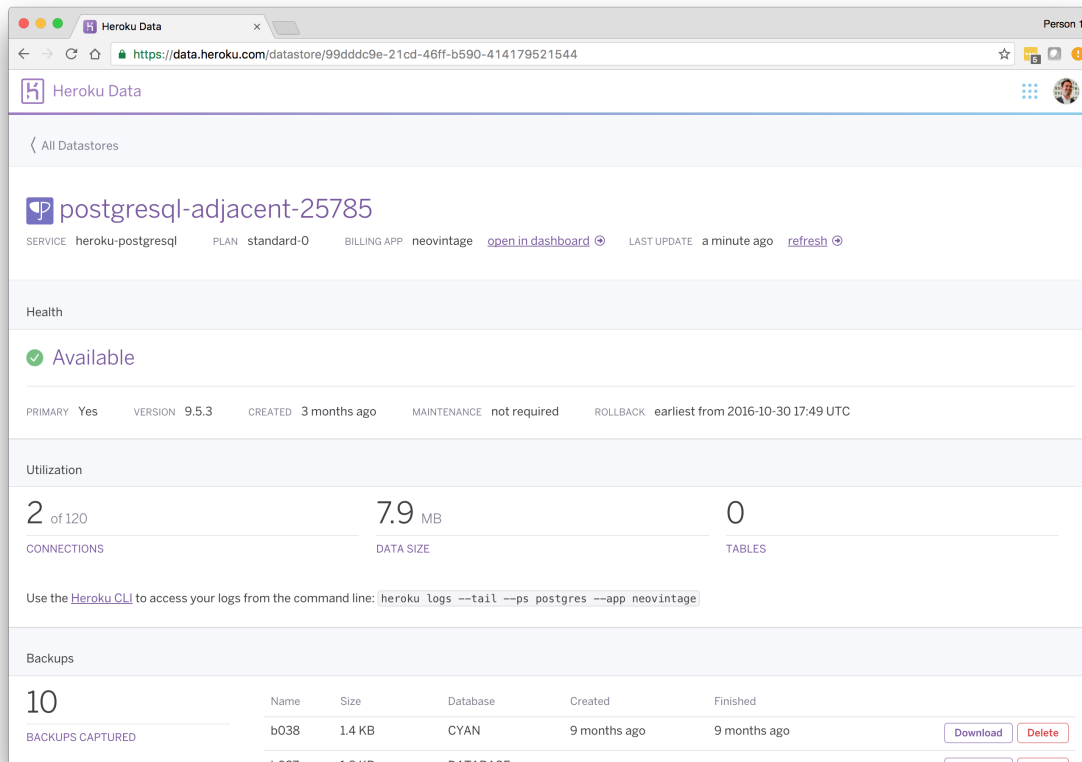 Heroku Data
Person 1
https://data.heroku.com/datastore/99dddc9e-21cd-46ff-b590-414179521544
5
Heroku Data
All Datastores
postgresql-adjacent-25785
SERVICE heroku-postgresql PLAN standard-0 BILLING APP neovintage open in dashboard LAST UPDATE a minute ago refresh
Health
Available
PRIMARY Yes VERSION 9.5.3 CREATED 3 months ago MAINTENANCE not required ROLLBACK earliest from 2016-10-30 17:49 UTC
Utilization
2 of 120 7.9 MB 0
CONNECTIONS DATA SIZE TABLES
Use the Heroku CLI to access your logs from the command line: heroku logs --tail --ps postgres --app neovintage
Backups
10
BACKUPS CAPTURED
Name Size Database Created Finished
b038 1.4 KB CYAN 9 months ago 9 months ago Download Delete